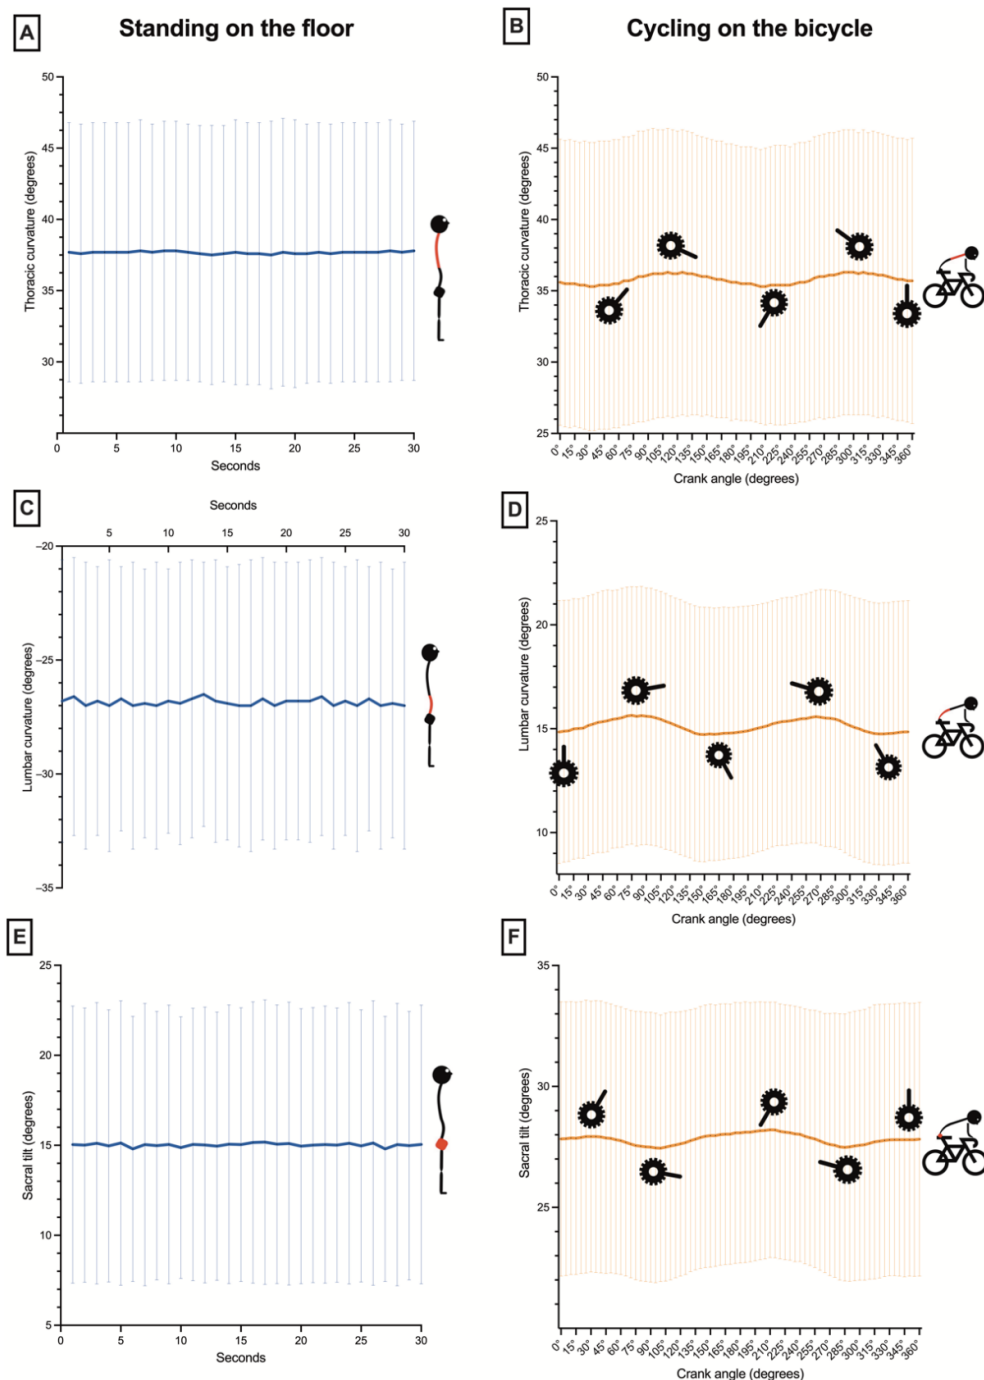 A
Standing on the floor
B
Cycling on the bicycle
Thoracic curvature (degrees)
50
45
40
35
30
0
5
10
15
20
25
30
Seconds
Thoracic curvature (degrees)
50
45
40
35
30
25
0° 15° 30° 45° 60° 75° 90° 105° 120° 135° 150° 165° 180° 195° 210° 225° 240° 255° 270° 285° 300° 315° 330° 345° 360°
Crank angle (degrees)
C
Seconds
5 10 15 20 25 30
Lumbar curvature (degrees)
–20
–25
–30
–35
D
Lumbar curvature (degrees)
25
20
15
10
0° 15° 30° 45° 60° 75° 90° 105° 120° 135° 150° 165° 180° 195° 210° 225° 240° 255° 270° 285° 300° 315° 330° 345° 360°
Crank angle (degrees)
E
Sacral tilt (degrees)
25
20
15
10
5
0 5 10 15 20 25 30
Seconds
F
Sacral tilt (degrees)
35
30
25
0° 15° 30° 45° 60° 75° 90° 105° 120° 135° 150° 165° 180° 195° 210° 225° 240° 255° 270° 285° 300° 315° 330° 345° 360°
Crank angle (degrees)